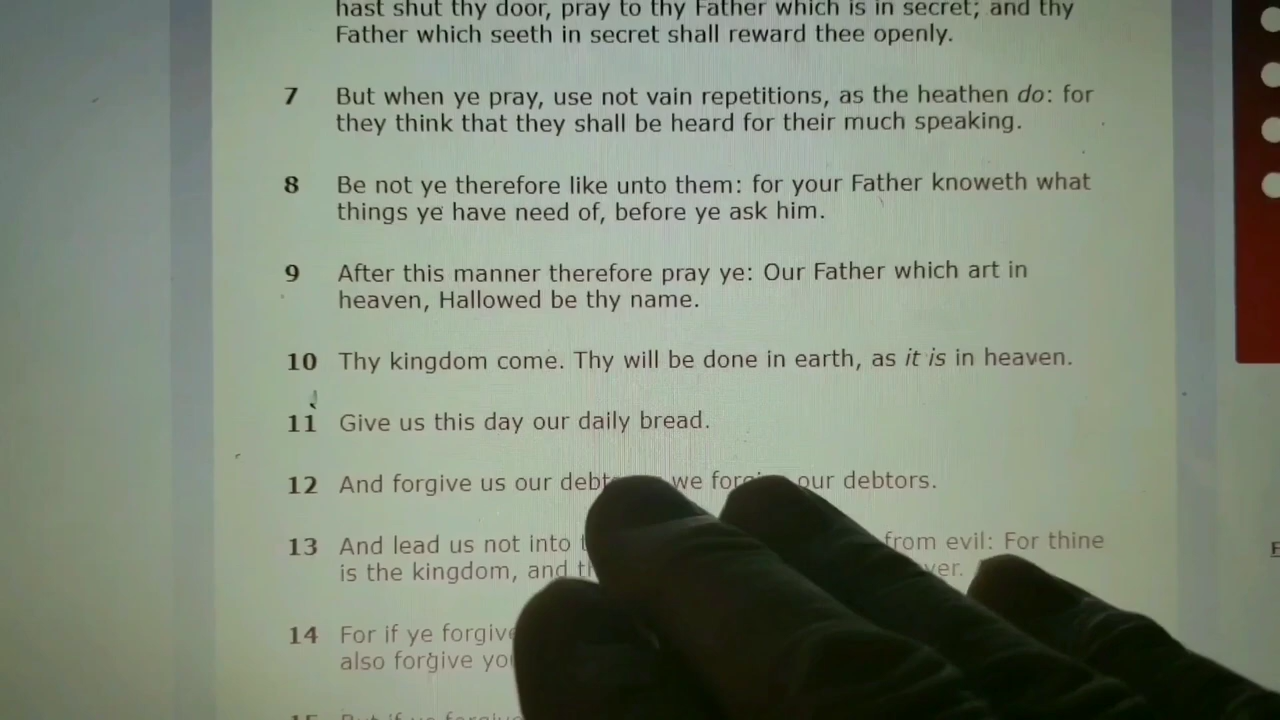 hast shut thy door, pray to thy Father which is in secret; and thy
Father which seeth in secret shall reward thee openly.
7 But when ye pray, use not vain repetitions, as the heathen do: for
they think that they shall be heard for their much speaking.
8 Be not ye therefore like unto them: for your Father knoweth what
things ye have need of, before ye ask him.
9 After this manner therefore pray ye: Our Father which art in
heaven, Hallowed be thy name.
10 Thy kingdom come. Thy will be done in earth, as it is in heaven.
11 Give us this day our daily bread.
12 And forgive us our we our debtors.
13 And lead us not into from evil: For thine
is the kingdom, and
14 For if ye forgive
also forgive